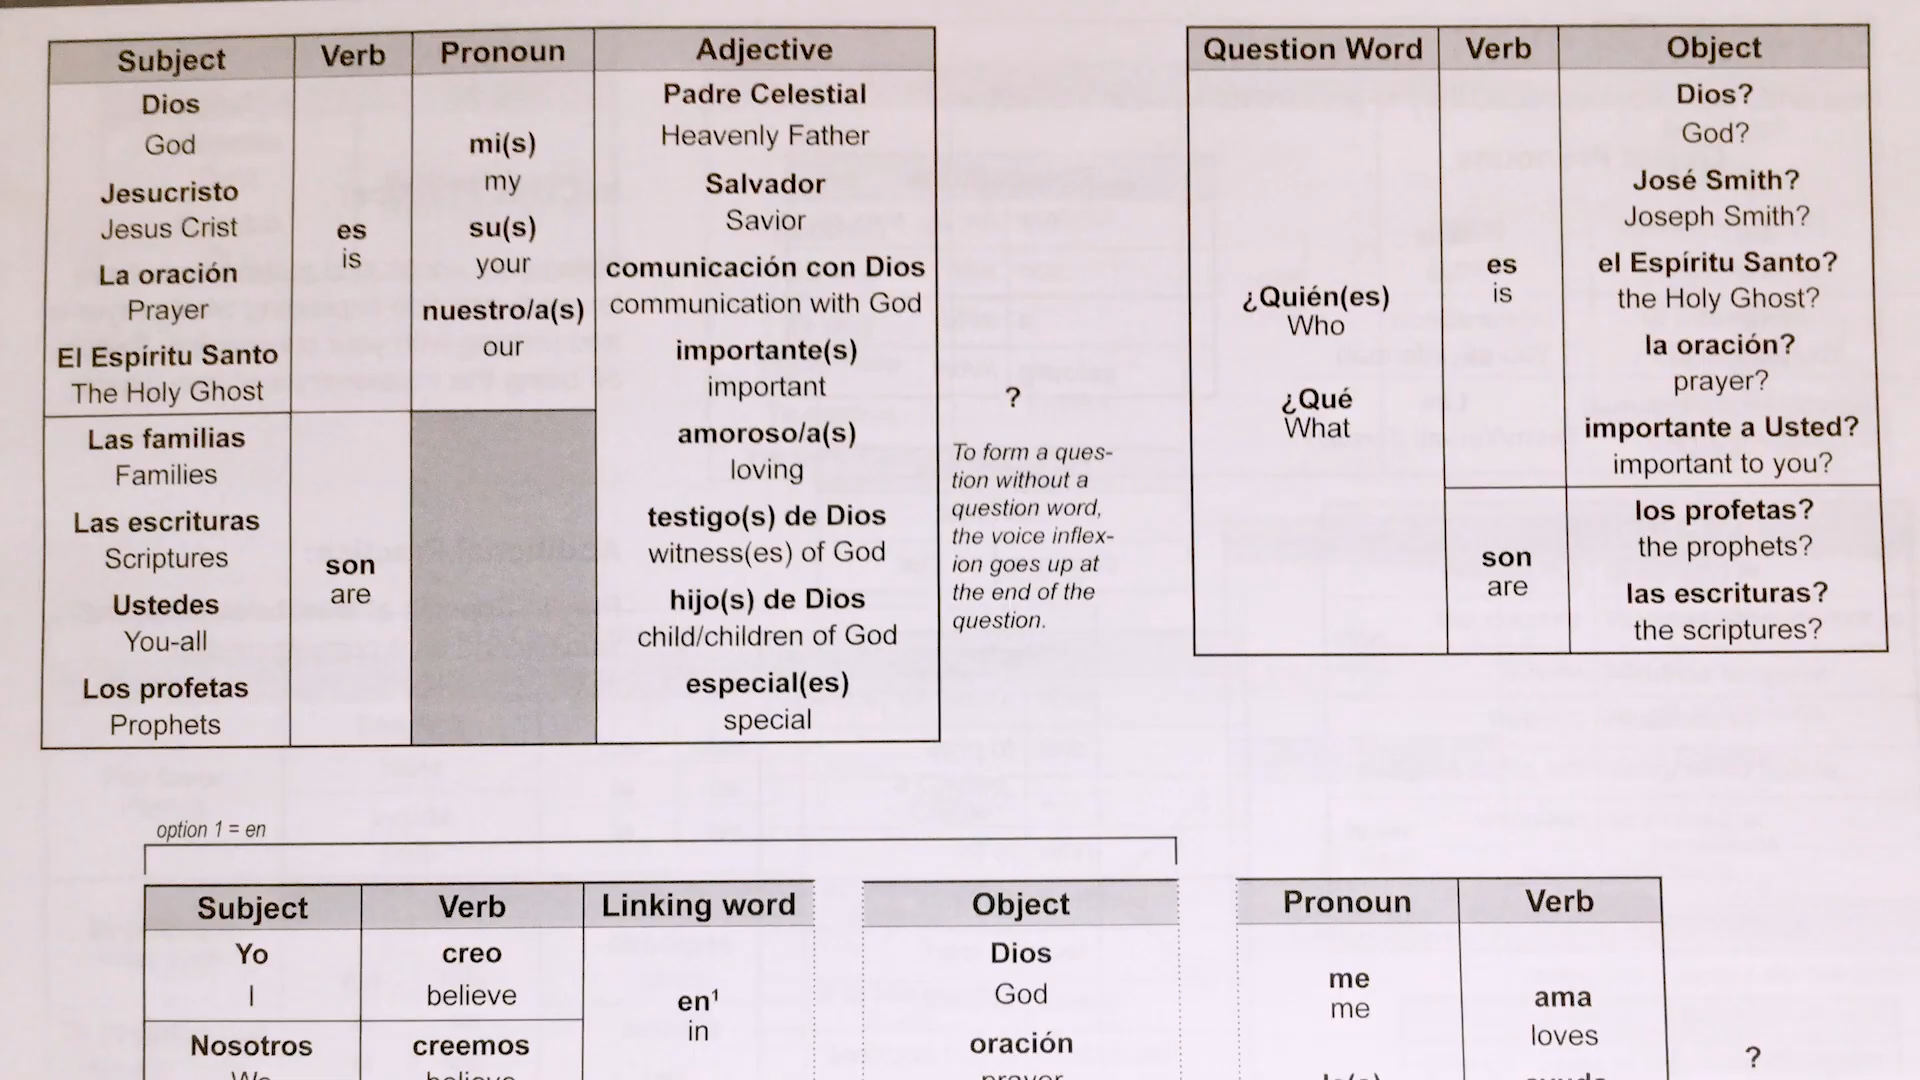 Subject Verb Pronoun Adjective
Dios
God
Jesucristo
Jesus Crist
La oración
Prayer
El Espíritu Santo
The Holy Ghost
es
is
mi(s)
my
su(s)
your
nuestro/a(s)
our
Las familias
Families
Las escrituras
Scriptures
Ustedes
You-all
Los profetas
Prophets
son
are
Padre Celestial
Heavenly Father
Salvador
Savior
comunicación con Dios
communication with God
importante(s)
important
amoroso/a(s)
loving
testigo(s) de Dios
witness(es) of God
hijo(s) de Dios
child/children of God
especial(es)
special
?
To form a ques-
tion without a
question word,
the voice inflex-
ion goes up at
the end of the
question.
Question Word Verb Object
¿Quién(es)
Who
¿Qué
What
es
is
Dios?
God?
José Smith?
Joseph Smith?
el Espíritu Santo?
the Holy Ghost?
la oración?
prayer?
importante a Usted?
important to you?
son
are
los profetas?
the prophets?
las escrituras?
the scriptures?
option 1 = en
Subject Verb Linking word Object Pronoun Verb
Yo
I
creo
believe
Nosotros
We
creemos
believe
en¹
in
Dios
God
oración
prayer
me
me
ama
loves
?